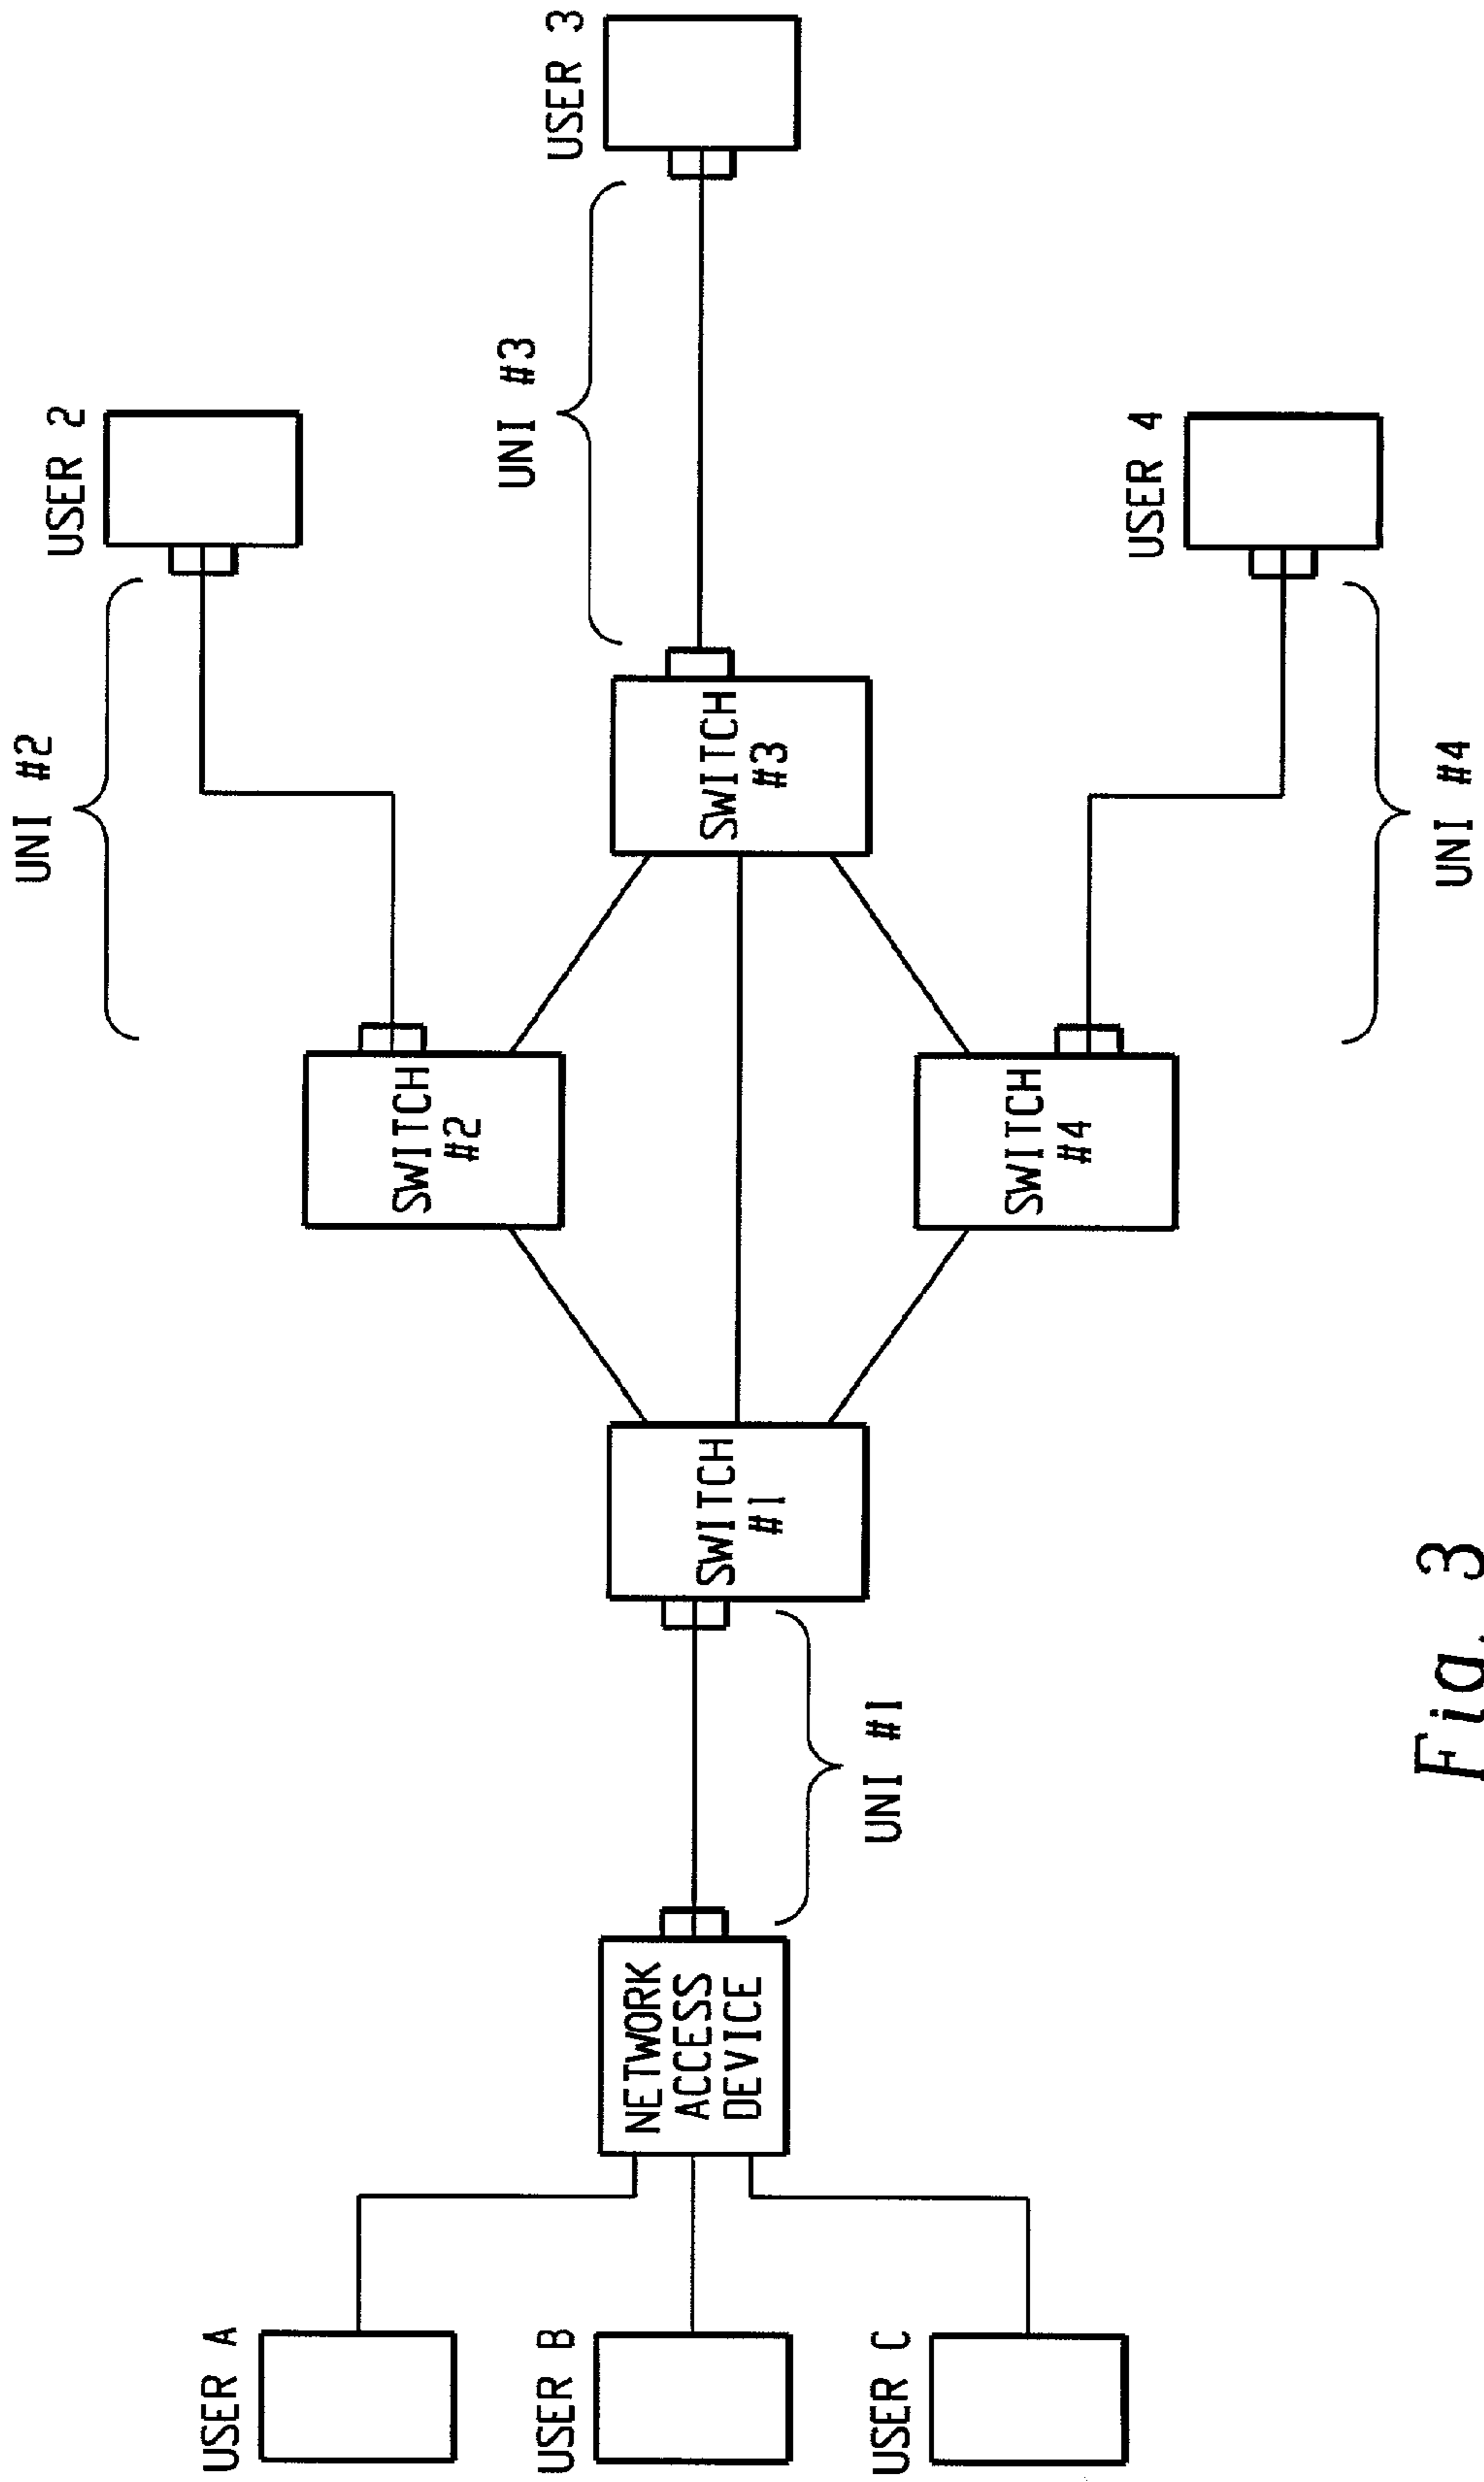 USER A
USER B
USER C
NETWORK
ACCESS
DEVICE
UNI #1
SWITCH
#1
SWITCH
#2
SWITCH
#4
SWITCH
#3
UNI #2
UNI #3
UNI #4
USER 2
USER 3
USER 4
Fig. 3